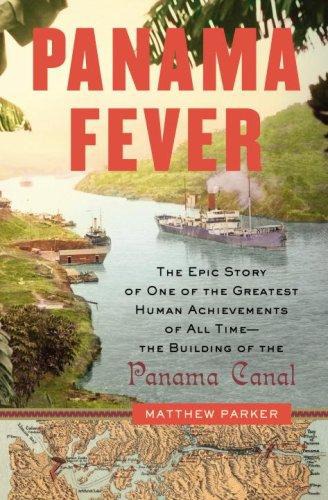 PANAMA
FEVER
THE EPIC STORY
OF ONE OF THE GREATEST
HUMAN ACHIEVEMENTS
OF ALL TIME—
THE BUILDING OF THE
Panama Canal
MATTHEW PARKER